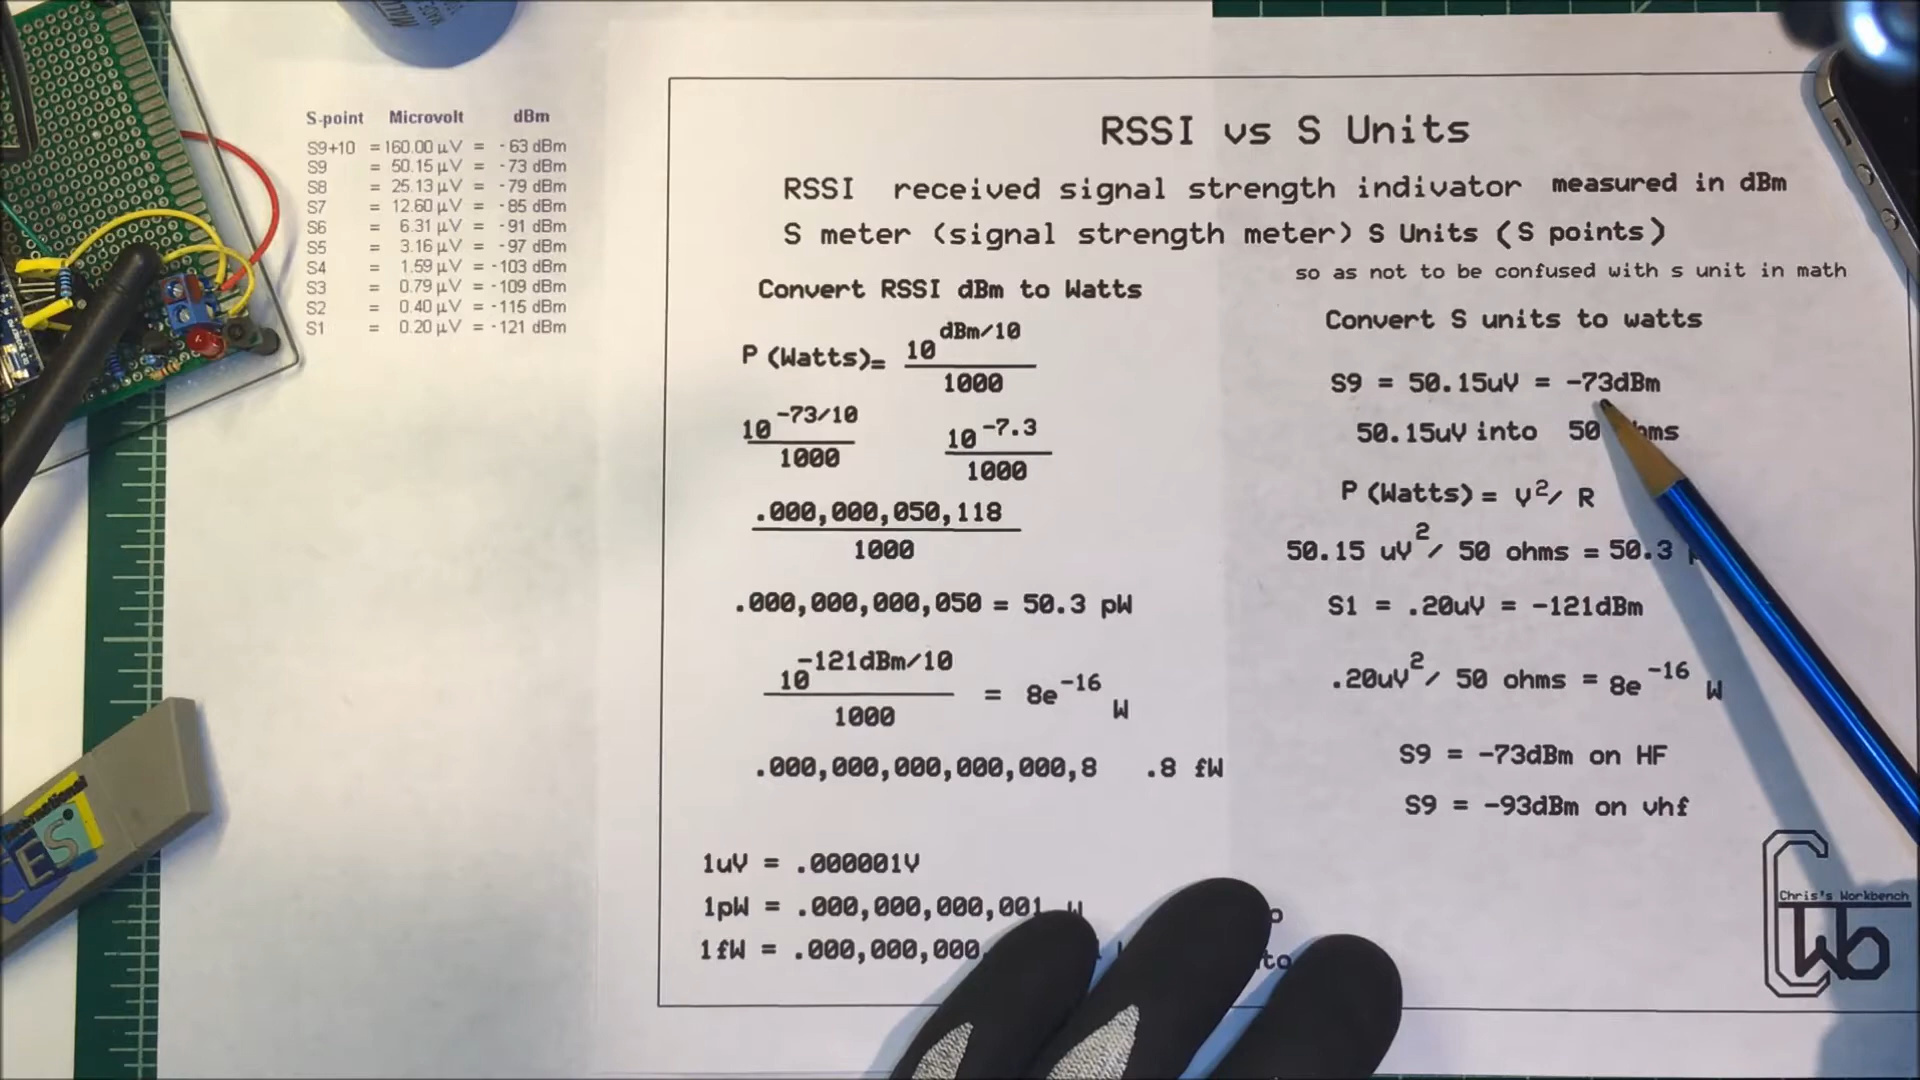 S-point Microvolt dBm
S9+10 = 160.00 µV = - 63 dBm
S9 = 50.15 µV = - 73 dBm
S8 = 25.13 µV = - 79 dBm
S7 = 12.60 µV = - 85 dBm
S6 = 6.31 µV = - 91 dBm
S5 = 3.16 µV = - 97 dBm
S4 = 1.59 µV = -103 dBm
S3 = 0.79 µV = -109 dBm
S2 = 0.40 µV = -115 dBm
S1 = 0.20 µV = -121 dBm
RSSI vs S Units
RSSI received signal strength indivator measured in dBm
S meter (signal strength meter) S Units (S points)
so as not to be confused with s unit in math
Convert RSSI dBm to Watts
P (Watts)= 10^dBm/10
1000
10^-73/10
1000
10^-7.3
1000
.000,000,050,118
1000
.000,000,000,050 = 50.3 pW
10^-121dBm/10
1000
= 8e^-16 W
.000,000,000,000,000,8 .8 fW
1uV = .000001V
1pW = .000,000,000,001 W
1fW = .000,000,000
Convert S units to watts
S9 = 50.15uV = -73dBm
50.15uV into 50
P (Watts) = V²/ R
50.15 uV²/ 50 ohms = 50.3
S1 = .20uV = -121dBm
.20uV²/ 50 ohms = 8e^-16 W
S9 = -73dBm on HF
S9 = -93dBm on vhf
Chris's Workbench
CWb